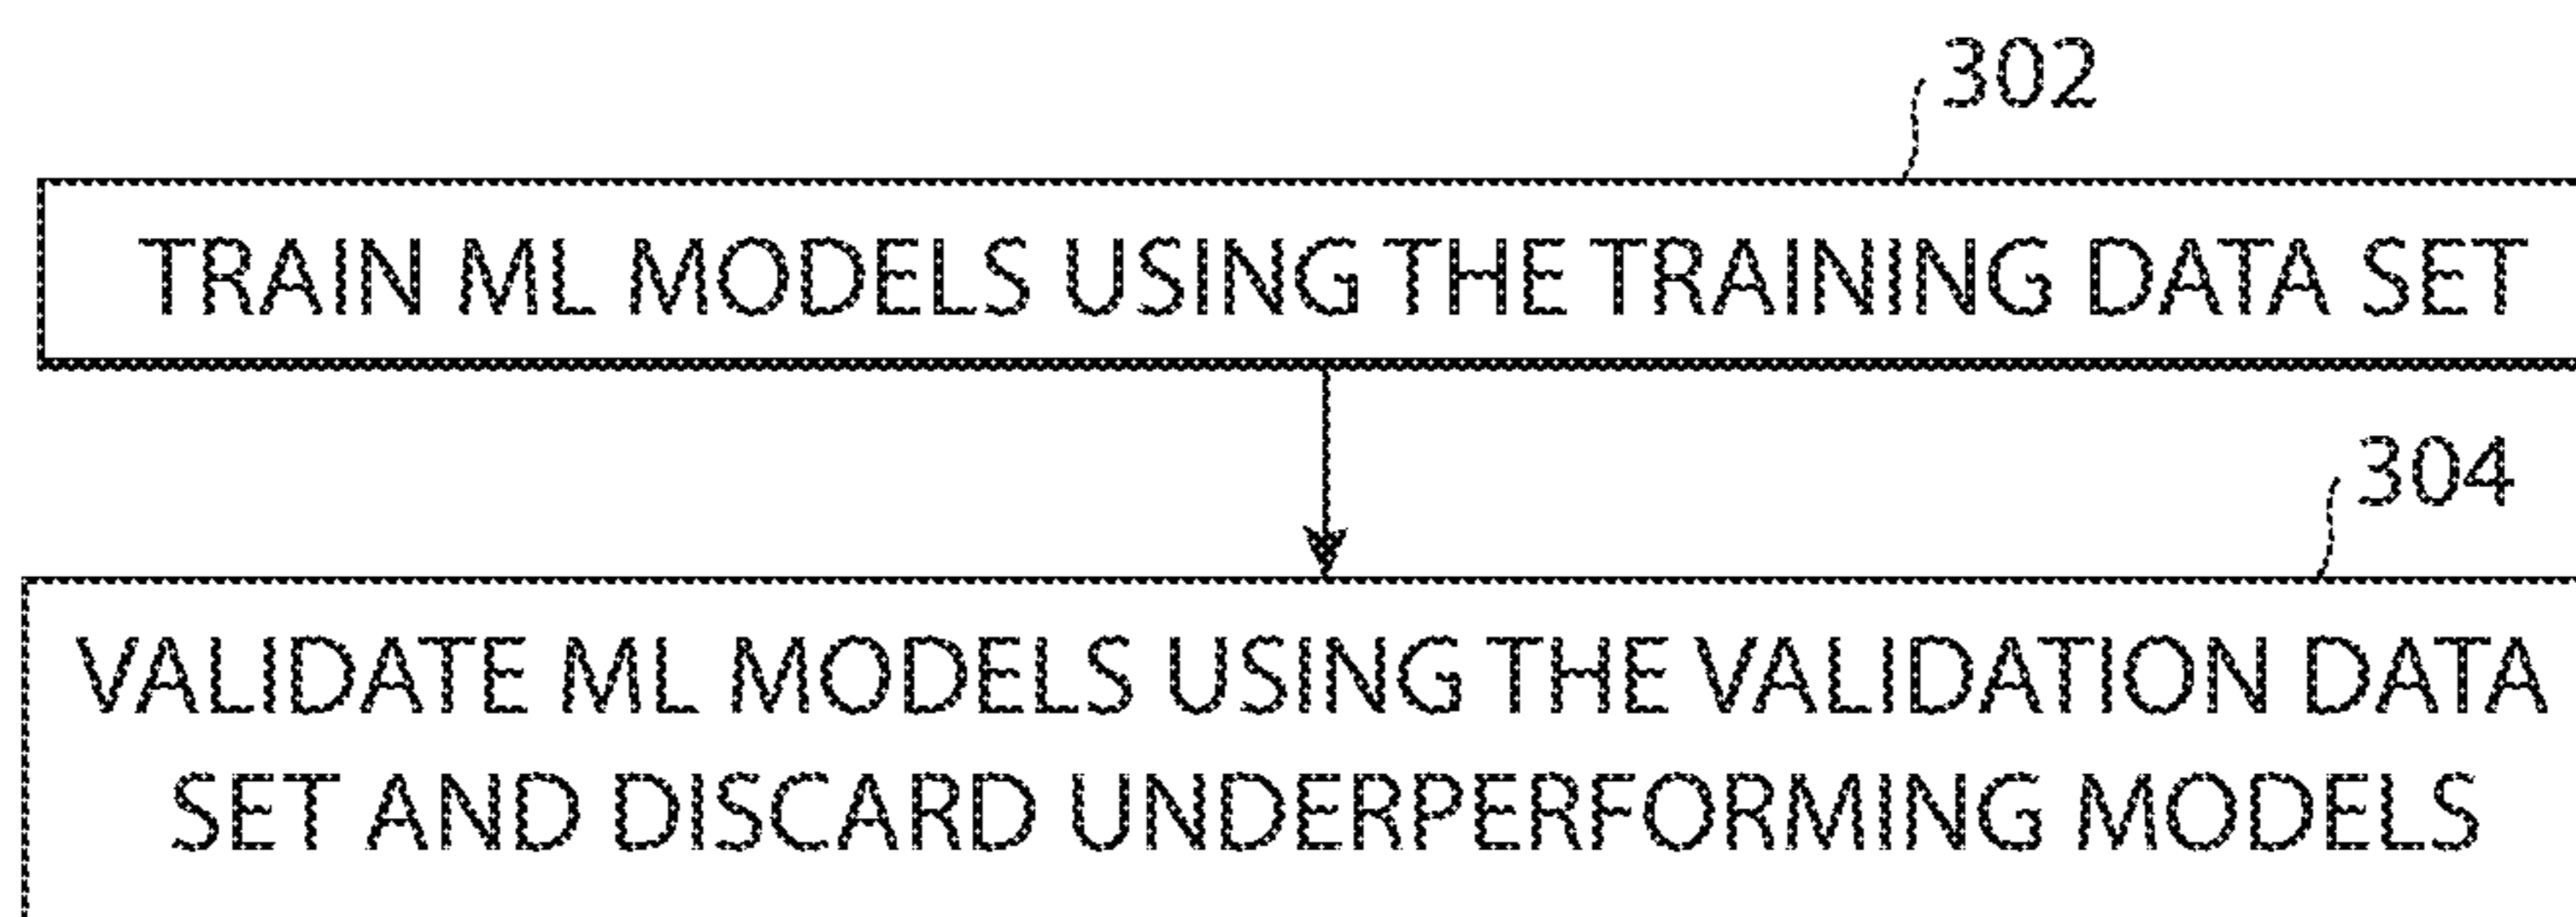 302
TRAIN ML MODELS USING THE TRAINING DATA SET
304
VALIDATE ML MODELS USING THE VALIDATION DATA
SET AND DISCARD UNDERPERFORMING MODELS